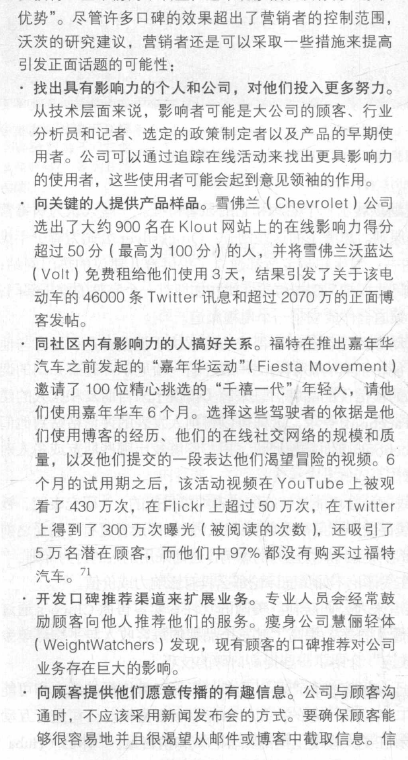 优势”。尽管许多口碑的效果超出了营销者的控制范围，
沃茨的研究建议，营销者还是可以采取一些措施来提高
引发正面话题的可能性：
· 找出具有影响力的个人和公司，对他们投入更多努力。
从技术层面来说，影响者可能是大公司的顾客、行业
分析员和记者、选定的政策制定者以及产品的早期使
用者。公司可以通过追踪在线活动来找出更具影响力
的使用者，这些使用者可能会起到意见领袖的作用。
· 向关键的人提供产品样品。雪佛兰（Chevrolet）公司
选出了大约 900 名在 Klout 网站上的在线影响力得分
超过 50 分（最高为 100 分）的人，并将雪佛兰沃蓝达
（Volt）免费租给他们使用 3 天，结果引发了关于该电
动车的 46000 条 Twitter 讯息和超过 2070 万的正面博
客发帖。
· 同社区内有影响力的人搞好关系。福特在推出嘉年华
汽车之前发起的“嘉年华运动”（Fiesta Movement）
邀请了 100 位精心挑选的“千禧一代”年轻人，请他
们使用嘉年华车 6 个月。选择这些驾驶者的依据是他
们使用博客的经历、他们的在线社交网络的规模和质
量，以及他们提交的一段表达他们渴望冒险的视频。6
个月的试用期之后，该活动视频在 YouTube 上被观
看了 430 万次，在 Flickr 上超过 50 万次，在 Twitter
上得到了 300 万次曝光（被阅读的次数），还吸引了
5 万名潜在顾客，而他们中 97% 都没有购买过福特
汽车。71
· 开发口碑推荐渠道来扩展业务。专业人员会经常鼓
励顾客向他人推荐他们的服务。瘦身公司慧俪轻体
（WeightWatchers）发现，现有顾客的口碑推荐对公司
业务存在巨大的影响。
· 向顾客提供他们愿意传播的有趣信息。公司与顾客沟
通时，不应该采用新闻发布会的方式。要确保顾客能
够很容易地并且很渴望从邮件或博客中截取信息。信